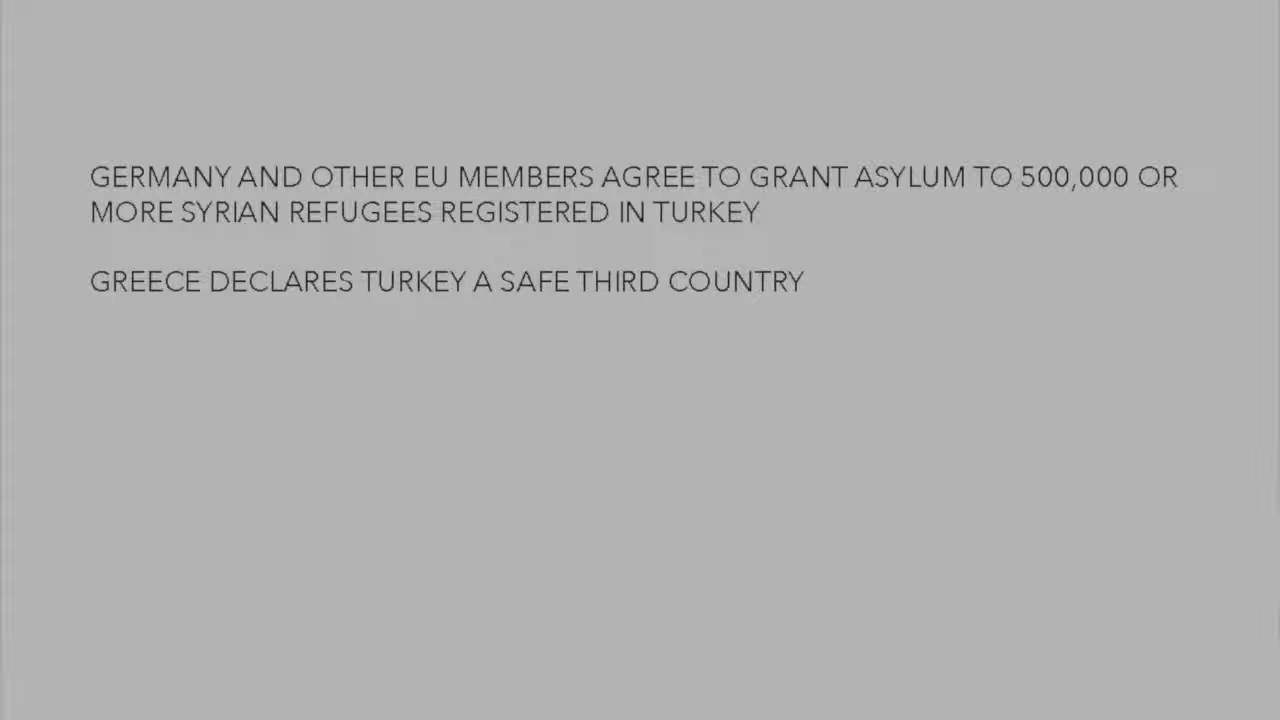 GERMANY AND OTHER EU MEMBERS AGREE TO GRANT ASYLUM TO 500,000 OR
MORE SYRIAN REFUGEES REGISTERED IN TURKEY
GREECE DECLARES TURKEY A SAFE THIRD COUNTRY